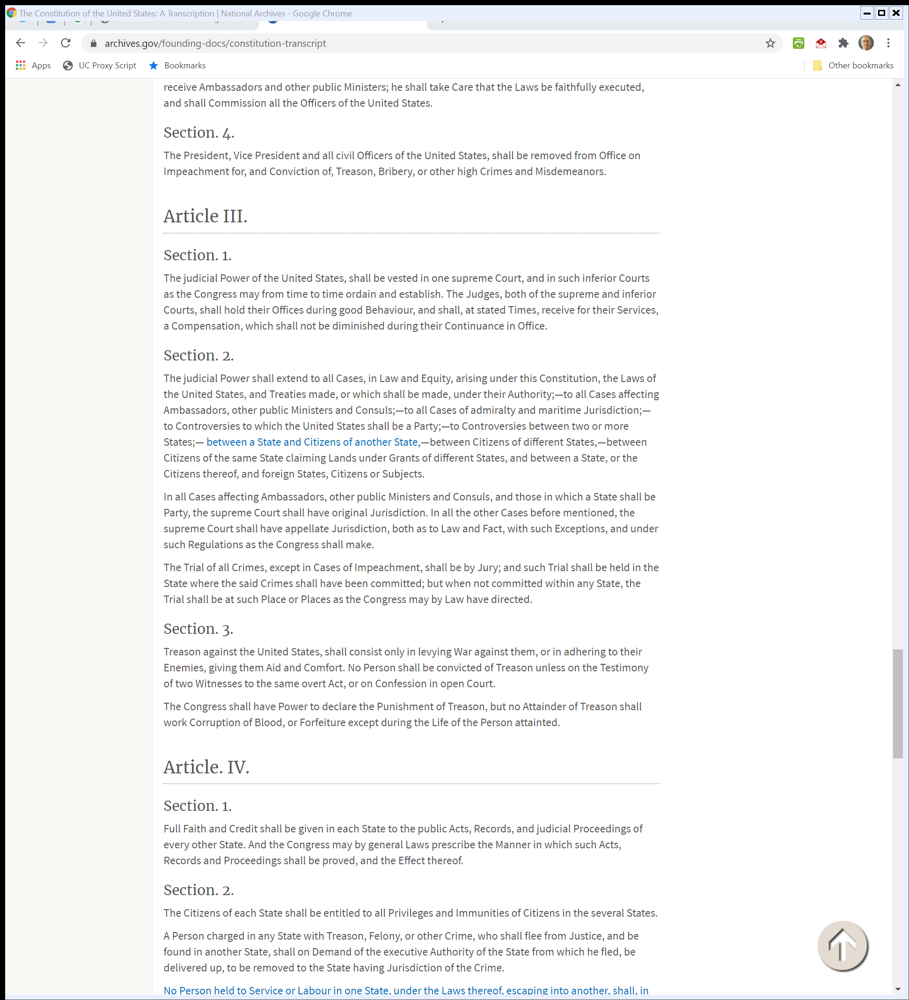 The Constitution of the United States: A Transcription | National Archives - Google Chrome
archives.gov/founding-docs/constitution-transcript
Apps UC Proxy Script Bookmarks Other bookmarks
receive Ambassadors and other public Ministers; he shall take Care that the Laws be faithfully executed,
and shall Commission all the Officers of the United States.
Section. 4.
The President, Vice President and all civil Officers of the United States, shall be removed from Office on
Impeachment for, and Conviction of, Treason, Bribery, or other high Crimes and Misdemeanors.
Article III.
Section. 1.
The judicial Power of the United States, shall be vested in one supreme Court, and in such inferior Courts
as the Congress may from time to time ordain and establish. The Judges, both of the supreme and inferior
Courts, shall hold their Offices during good Behaviour, and shall, at stated Times, receive for their Services,
a Compensation, which shall not be diminished during their Continuance in Office.
Section. 2.
The judicial Power shall extend to all Cases, in Law and Equity, arising under this Constitution, the Laws of
the United States, and Treaties made, or which shall be made, under their Authority;—to all Cases affecting
Ambassadors, other public Ministers and Consuls;—to all Cases of admiralty and maritime Jurisdiction;—
to Controversies to which the United States shall be a Party;—to Controversies between two or more
States;— between a State and Citizens of another State,—between Citizens of different States,—between
Citizens of the same State claiming Lands under Grants of different States, and between a State, or the
Citizens thereof, and foreign States, Citizens or Subjects.
In all Cases affecting Ambassadors, other public Ministers and Consuls, and those in which a State shall be
Party, the supreme Court shall have original Jurisdiction. In all the other Cases before mentioned, the
supreme Court shall have appellate Jurisdiction, both as to Law and Fact, with such Exceptions, and under
such Regulations as the Congress shall make.
The Trial of all Crimes, except in Cases of Impeachment, shall be by Jury; and such Trial shall be held in the
State where the said Crimes shall have been committed; but when not committed within any State, the
Trial shall be at such Place or Places as the Congress may by Law have directed.
Section. 3.
Treason against the United States, shall consist only in levying War against them, or in adhering to their
Enemies, giving them Aid and Comfort. No Person shall be convicted of Treason unless on the Testimony
of two Witnesses to the same overt Act, or on Confession in open Court.
The Congress shall have Power to declare the Punishment of Treason, but no Attainder of Treason shall
work Corruption of Blood, or Forfeiture except during the Life of the Person attainted.
Article. IV.
Section. 1.
Full Faith and Credit shall be given in each State to the public Acts, Records, and judicial Proceedings of
every other State. And the Congress may by general Laws prescribe the Manner in which such Acts,
Records and Proceedings shall be proved, and the Effect thereof.
Section. 2.
The Citizens of each State shall be entitled to all Privileges and Immunities of Citizens in the several States.
A Person charged in any State with Treason, Felony, or other Crime, who shall flee from Justice, and be
found in another State, shall on Demand of the executive Authority of the State from which he fled, be
delivered up, to be removed to the State having Jurisdiction of the Crime.
No Person held to Service or Labour in one State, under the Laws thereof, escaping into another, shall, in